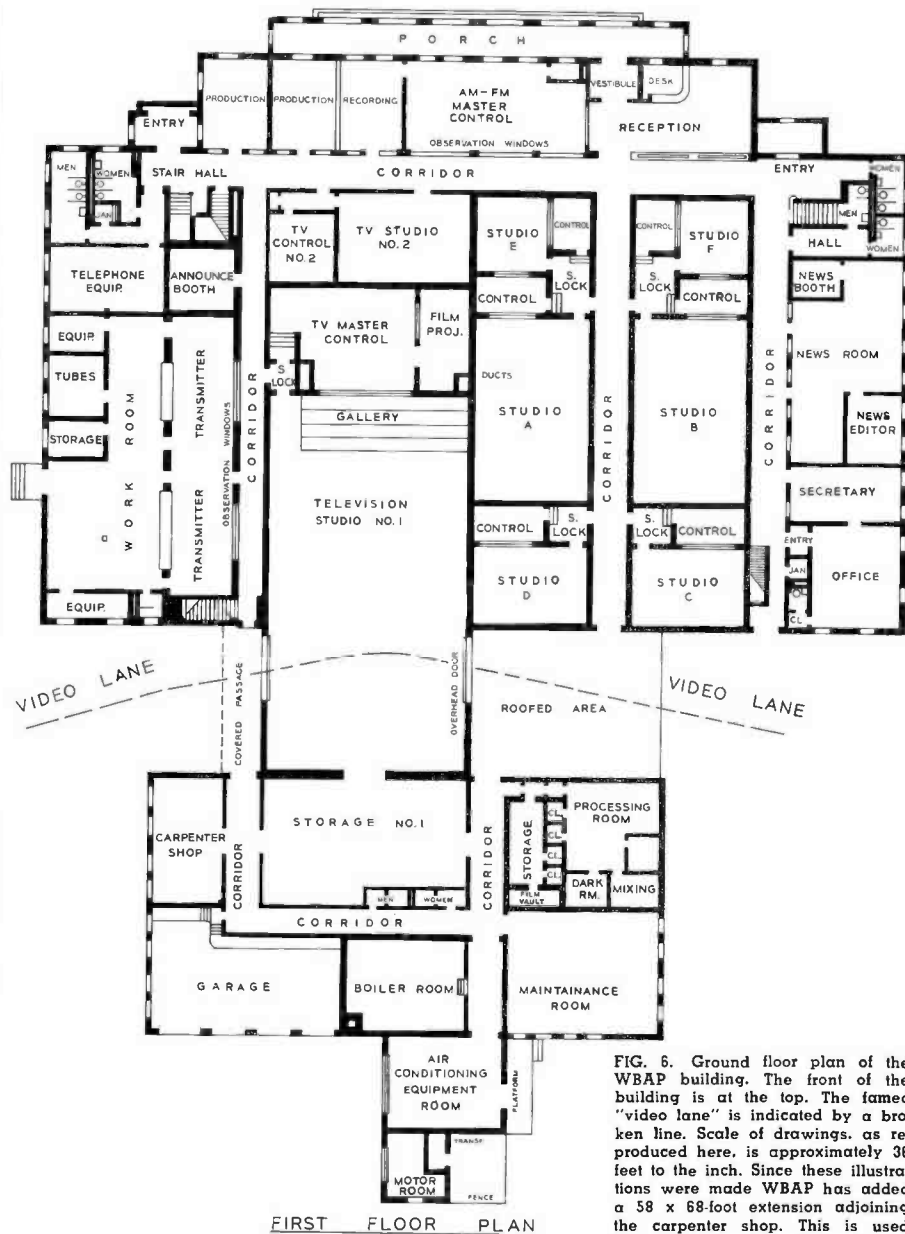 PORCH
VESTIBULE
DESK
PRODUCTION
PRODUCTION
RECORDING
AM-FM
MASTER
CONTROL
OBSERVATION WINDOWS
RECEPTION
ENTRY
MEN
WOMEN
JAN
STAIR HALL
CORRIDOR
ENTRY
WOMEN
MEN
WOMEN
HALL
TV
CONTROL
NO.2
TV STUDIO
NO.2
STUDIO
E
CONTROL
CONTROL
STUDIO
F
S.
LOCK
S.
LOCK
CONTROL
CONTROL
TELEPHONE
EQUIP.
ANNOUNCE
BOOTH
NEWS
BOOTH
EQUIP.
TUBES
STORAGE
WORK ROOM
TRANSMITTER
TRANSMITTER
OBSERVATION WINDOWS
CORRIDOR
TV MASTER
CONTROL
FILM
PROJ.
S.
LOCK
GALLERY
DUCTS
STUDIO
A
CORRIDOR
STUDIO
B
CORRIDOR
NEWS ROOM
NEWS
EDITOR
TELEVISION
STUDIO NO.1
SECRETARY
CONTROL
S.
LOCK
S.
LOCK
CONTROL
STUDIO
D
STUDIO
C
ENTRY
JAN
CL
OFFICE
EQUIP.
VIDEO LANE
COVERED PASSAGE
OVERHEAD DOOR
ROOFED AREA
VIDEO LANE
CARPENTER
SHOP
CORRIDOR
STORAGE NO.1
CORRIDOR
STORAGE
CL.
CL.
CL.
CL.
PROCESSING
ROOM
FILM
VAULT
DARK
RM.
MIXING
MEN
WOMEN
CORRIDOR
GARAGE
BOILER ROOM
MAINTAINANCE
ROOM
AIR
CONDITIONING
EQUIPMENT
ROOM
PLATFORM
TRANSF.
MOTOR
ROOM
FENCE
FIRST FLOOR PLAN
FIG. 6. Ground floor plan of the
WBAP building. The front of the
building is at the top. The famed
"video lane" is indicated by a bro
ken line. Scale of drawings. as re
produced here. is approximately 36
feet to the inch. Since these illustra
tions were made WBAP has added
a 58 x 68-foot extension adjoining
the carpenter shop. This is used